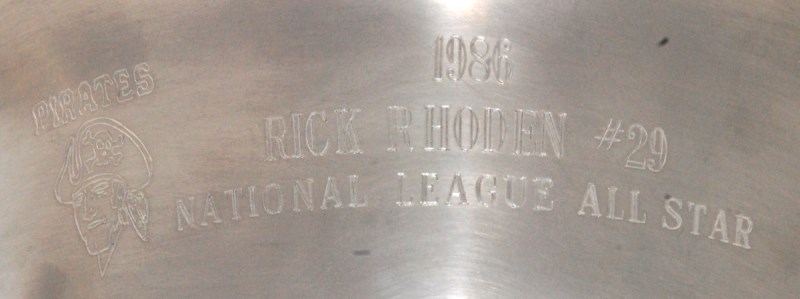 PIRATES
1986
RICK RHODEN #29
NATIONAL LEAGUE ALL STAR